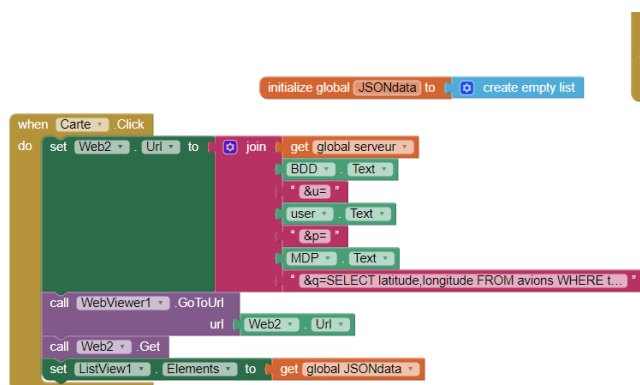 initialize global JSONdata to create empty list
when Carte .Click
do set Web2 . Url to join get global serveur
BDD . Text
" &u= "
user . Text
" &p= "
MDP . Text
" &q=SELECT latitude,longitude FROM avions WHERE t... "
call WebViewer1 .GoToUrl
url Web2 . Url
call Web2 .Get
set ListView1 . Elements to get global JSONdata